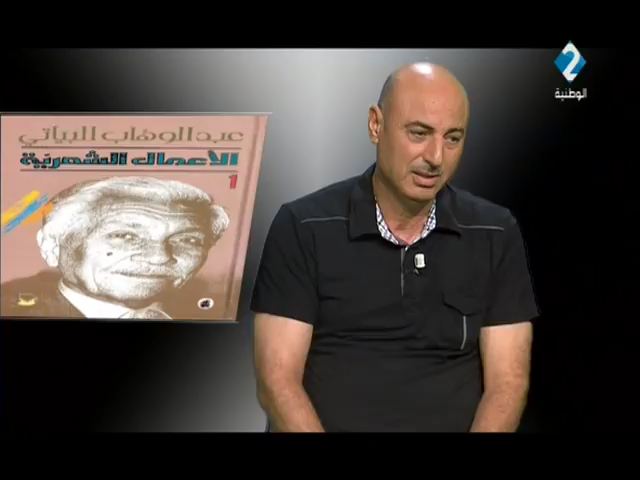 2
الوطنية
عبد الوهاب البياتي
الأعمال الشعرية
1